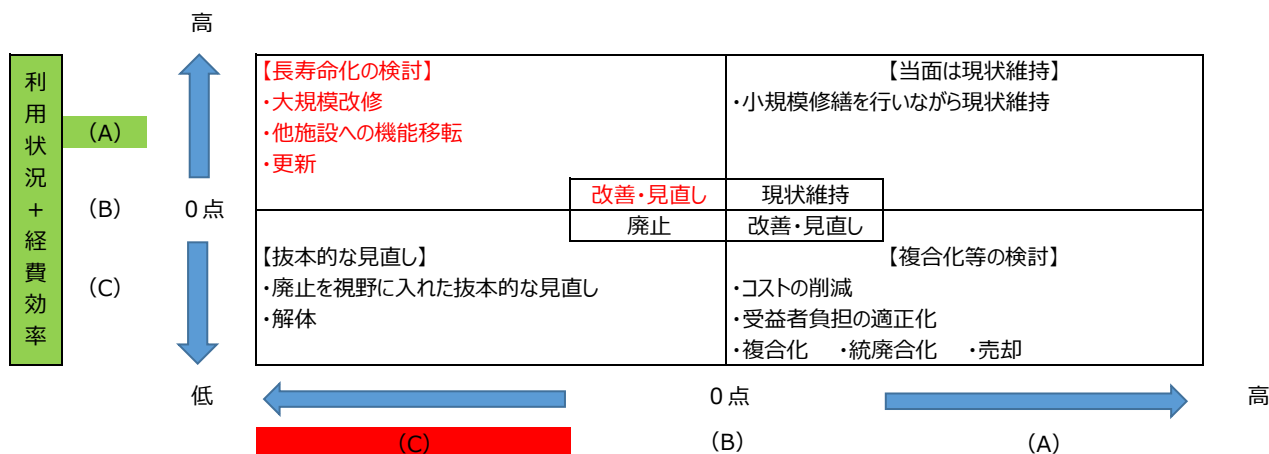 高
利用状況+経費効率
(A)
(B)
(C)
0点
【長寿命化の検討】
・大規模改修
・他施設への機能移転
・更新
【当面は現状維持】
・小規模修繕を行いながら現状維持
改善・見直し
現状維持
廃止
改善・見直し
【抜本的な見直し】
・廃止を視野に入れた抜本的な見直し
・解体
【複合化等の検討】
・コストの削減
・受益者負担の適正化
・複合化 ・統廃合化 ・売却
低
0点
高
(C)
(B)
(A)